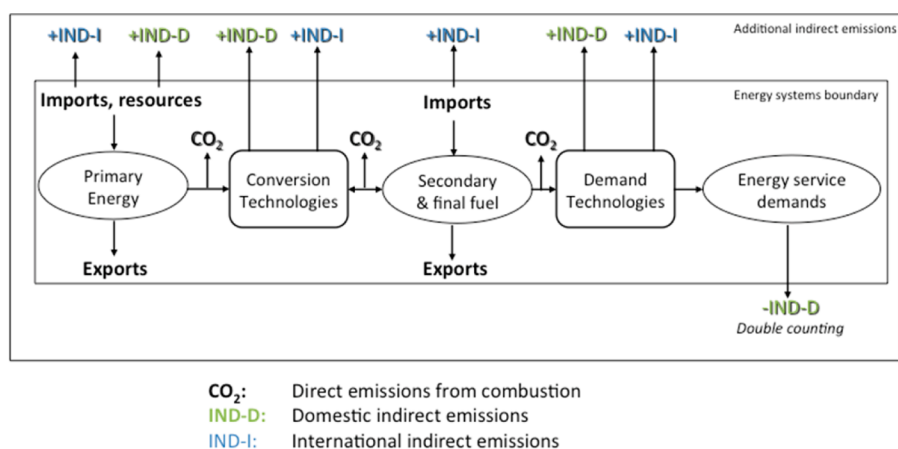 +IND-I +IND-D +IND-D +IND-I +IND-I +IND-D +IND-I Additional indirect emissions
Energy systems boundary
Imports, resources
Imports
CO₂
CO₂
CO₂
Primary
Energy
Conversion
Technologies
Secondary
& final fuel
Demand
Technologies
Energy service
demands
Exports
Exports
-IND-D
Double counting
CO₂: Direct emissions from combustion
IND-D: Domestic indirect emissions
IND-I: International indirect emissions